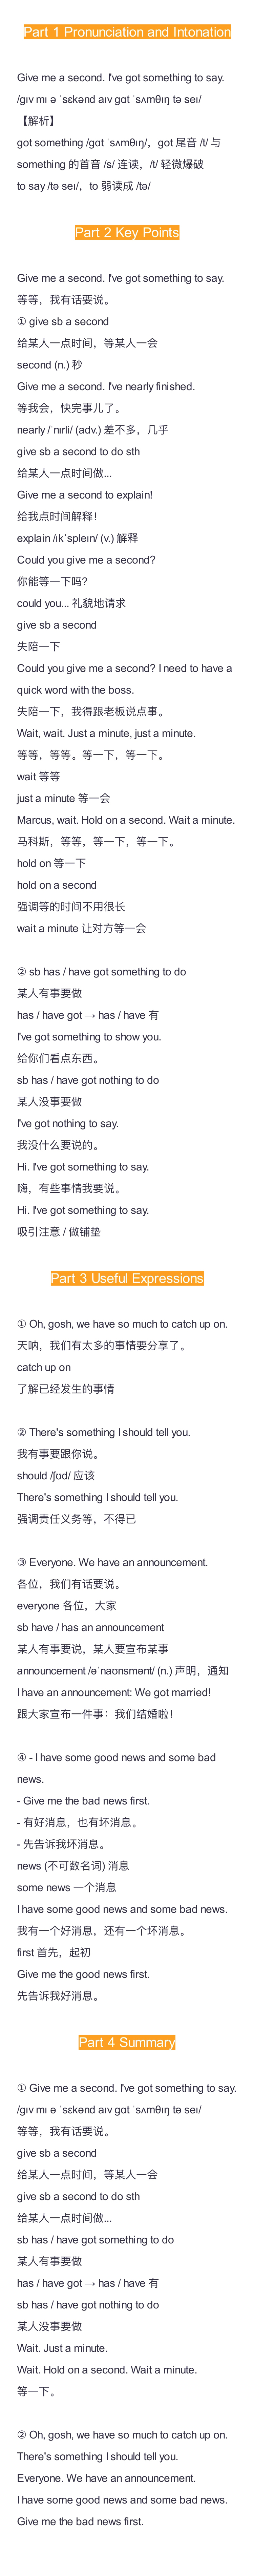 Part 1 Pronunciation and Intonation
Give me a second. I've got something to say.
/gɪv mɪ ə ˈsɛkənd aɪv gɑt ˈsʌmθɪŋ tə seɪ/
【解析】
got something /gɑt ˈsʌmθɪŋ/，got 尾音 /t/ 与
something 的首音 /s/ 连读，/t/ 轻微爆破
to say /tə seɪ/，to 弱读成 /tə/
Part 2 Key Points
Give me a second. I've got something to say.
等等，我有话要说。
① give sb a second
给某人一点时间，等某人一会
second (n.) 秒
Give me a second. I've nearly finished.
等我会，快完事儿了。
nearly /ˈnɪrli/ (adv.) 差不多，几乎
give sb a second to do sth
给某人一点时间做...
Give me a second to explain!
给我点时间解释！
explain /ɪkˈspleɪn/ (v.) 解释
Could you give me a second?
你能等一下吗?
could you... 礼貌地请求
give sb a second
失陪一下
Could you give me a second? I need to have a
quick word with the boss.
失陪一下，我得跟老板说点事。
Wait, wait. Just a minute, just a minute.
等等，等等。等一下，等一下。
wait 等等
just a minute 等一会
Marcus, wait. Hold on a second. Wait a minute.
马科斯，等等，等一下，等一下。
hold on 等一下
hold on a second
强调等的时间不用很长
wait a minute 让对方等一会
② sb has / have got something to do
某人有事要做
has / have got → has / have 有
I've got something to show you.
给你们看点东西。
sb has / have got nothing to do
某人没事要做
I've got nothing to say.
我没什么要说的。
Hi. I've got something to say.
嗨，有些事情我要说。
Hi. I've got something to say.
吸引注意 / 做铺垫
Part 3 Useful Expressions
① Oh, gosh, we have so much to catch up on.
天呐，我们有太多的事情要分享了。
catch up on
了解已经发生的事情
② There's something I should tell you.
我有事要跟你说。
should /ʃʊd/ 应该
There's something I should tell you.
强调责任义务等，不得已
③ Everyone. We have an announcement.
各位，我们有话要说。
everyone 各位，大家
sb have / has an announcement
某人有事要说，某人要宣布某事
announcement /əˈnaʊnsmənt/ (n.) 声明，通知
I have an announcement: We got married!
跟大家宣布一件事：我们结婚啦！
④ - I have some good news and some bad
news.
- Give me the bad news first.
- 有好消息，也有坏消息。
- 先告诉我坏消息。
news (不可数名词) 消息
some news 一个消息
I have some good news and some bad news.
我有一个好消息，还有一个坏消息。
first 首先，起初
Give me the good news first.
先告诉我好消息。
Part 4 Summary
① Give me a second. I've got something to say.
/gɪv mɪ ə ˈsɛkənd aɪv gɑt ˈsʌmθɪŋ tə seɪ/
等等，我有话要说。
give sb a second
给某人一点时间，等某人一会
give sb a second to do sth
给某人一点时间做...
sb has / have got something to do
某人有事要做
has / have got → has / have 有
sb has / have got nothing to do
某人没事要做
Wait. Just a minute.
Wait. Hold on a second. Wait a minute.
等一下。
② Oh, gosh, we have so much to catch up on.
There's something I should tell you.
Everyone. We have an announcement.
I have some good news and some bad news.
Give me the bad news first.